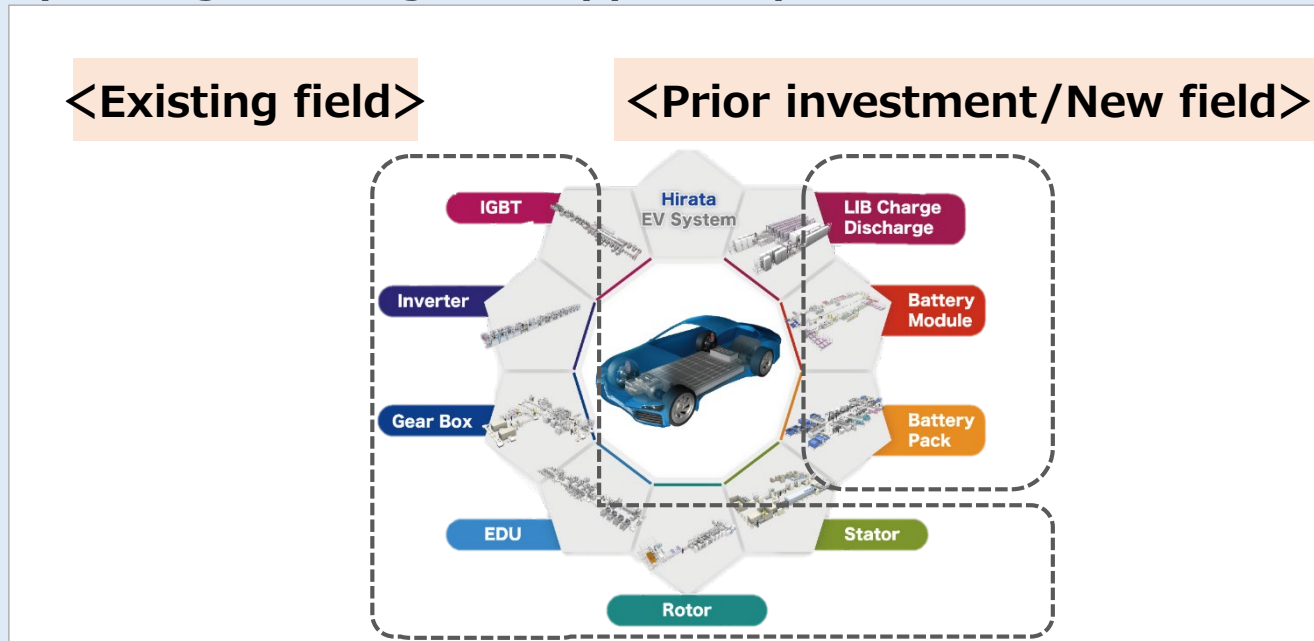 ＜Existing field＞
＜Prior investment/New field＞
Hirata
EV System
IGBT
LIB Charge
Discharge
Inverter
Battery
Module
Gear Box
Battery
Pack
EDU
Stator
Rotor